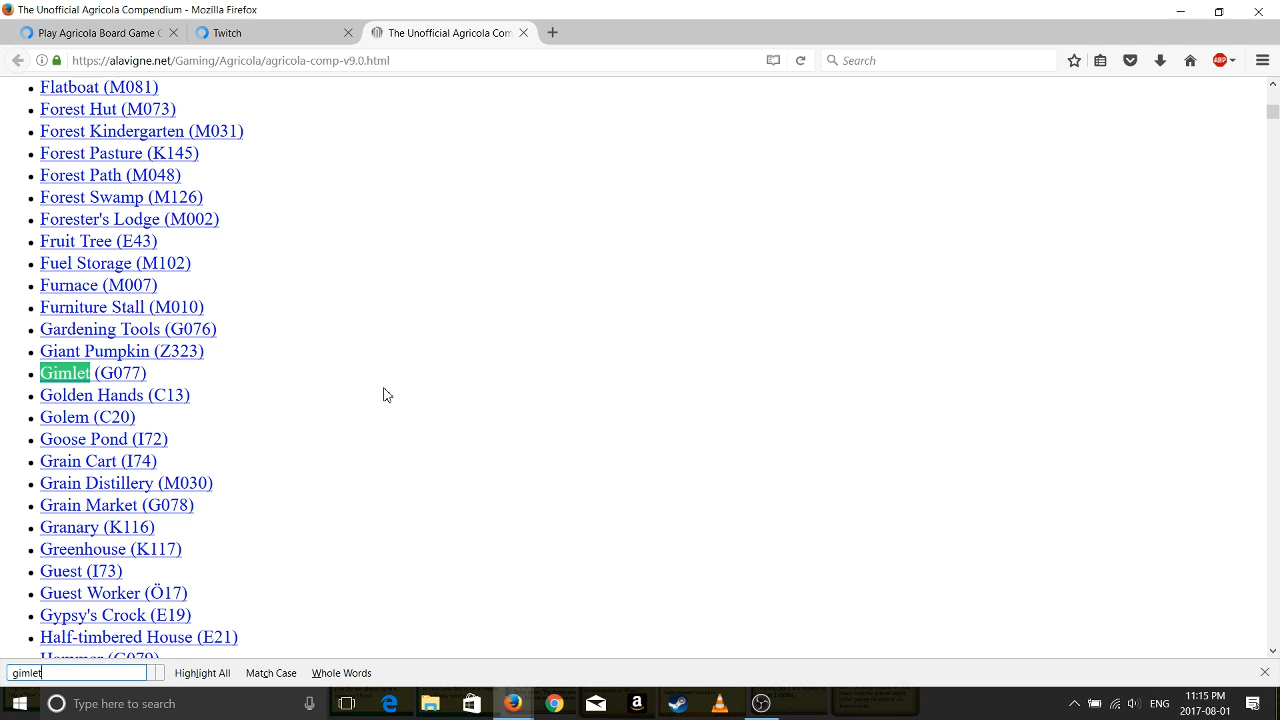 The Unofficial Agricola Compendium - Mozilla Firefox
Play Agricola Board Game C
Twitch
The Unofficial Agricola Com
https://alavigne.net/Gaming/Agricola/agricola-comp-v9.0.html
Search
ABP
Flatboat (M081)
Forest Hut (M073)
Forest Kindergarten (M031)
Forest Pasture (K145)
Forest Path (M048)
Forest Swamp (M126)
Forester's Lodge (M002)
Fruit Tree (E43)
Fuel Storage (M102)
Furnace (M007)
Furniture Stall (M010)
Gardening Tools (G076)
Giant Pumpkin (Z323)
Gimlet (G077)
Golden Hands (C13)
Golem (C20)
Goose Pond (I72)
Grain Cart (I74)
Grain Distillery (M030)
Grain Market (G078)
Granary (K116)
Greenhouse (K117)
Guest (I73)
Guest Worker (Ö17)
Gypsy's Crock (E19)
Half-timbered House (E21)
Hammer (G079)
gimlet
Highlight All
Match Case
Whole Words
Type here to search
ENG
11:15 PM
2017-08-01